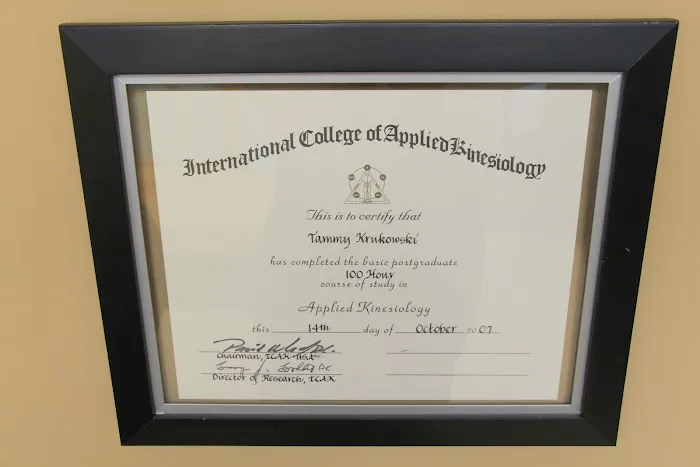 International College of Applied Kinesiology
This is to certify that
Tammy Krukowski
has completed the basic postgraduate
100 Hour
course of study in
Applied Kinesiology
this 14th day of October 2007
Chairman, ICAK-USA
Director of Research, ICAK